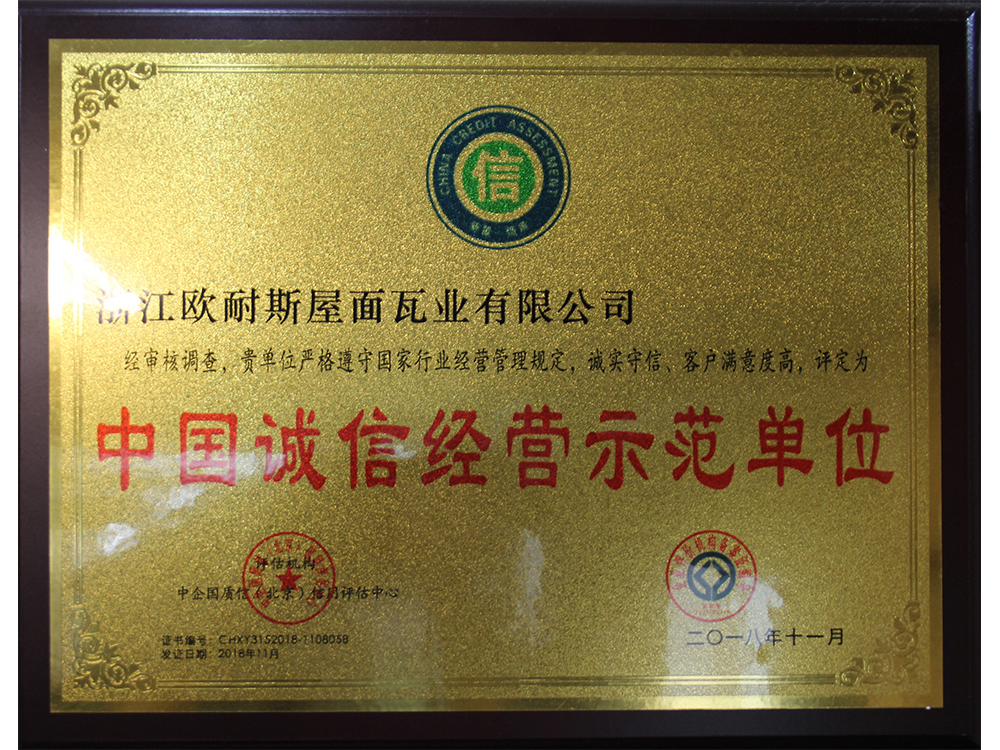 CHINA CREDIT ASSESSMENT
信
浙江欧耐斯屋面瓦业有限公司
经审核调查，贵单位严格遵守国家行业经营管理规定，诚实守信、客户满意度高，评定为
中国诚信经营示范单位
评估机构
中企国质信（北京）信用评估中心
证书编号：CHXY3152018-1108058
发证日期：2018年11月
二〇一八年十一月